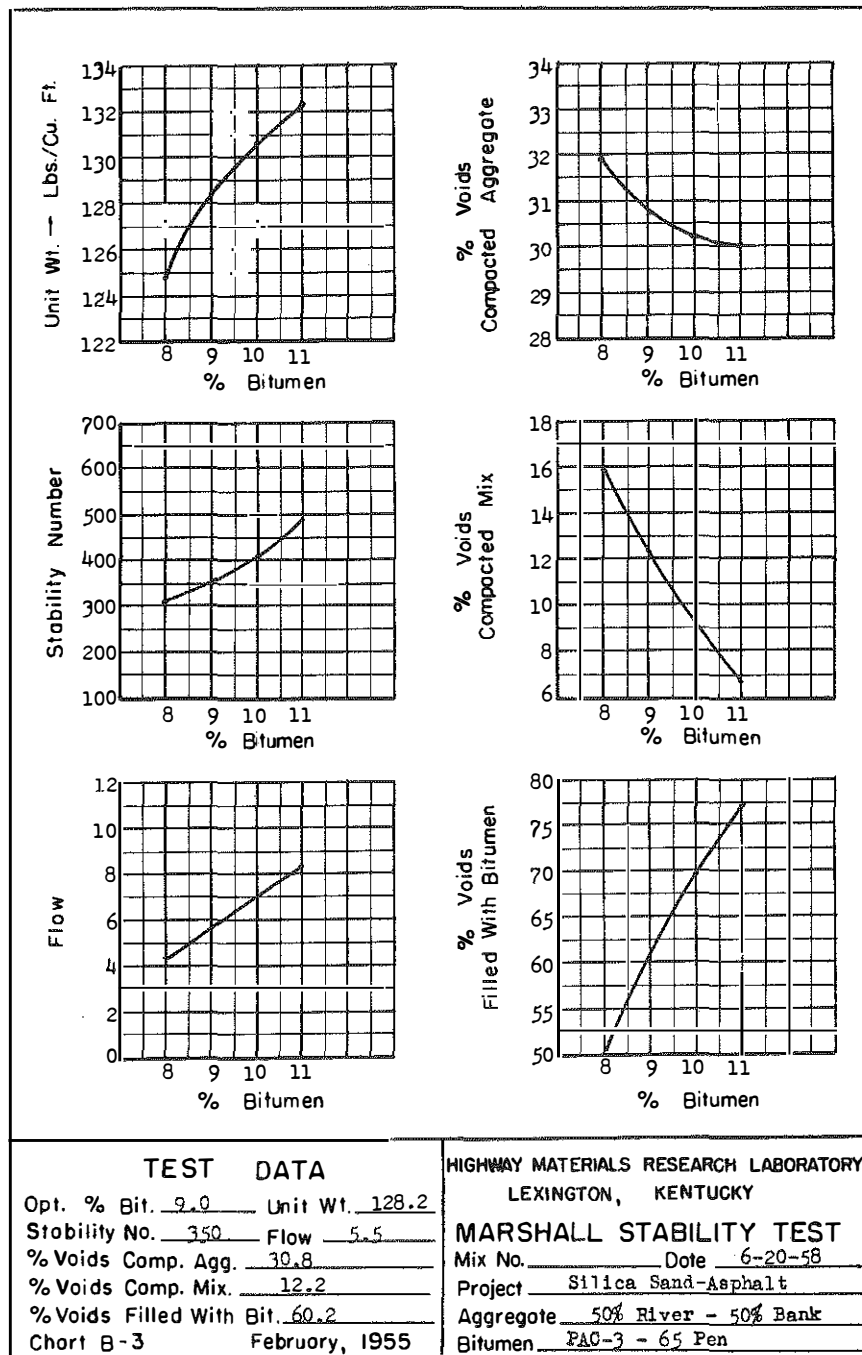 134
132
130
128
126
124
122
Unit Wt. → Lbs./Cu. Ft.
8 9 10 11
% Bitumen
34
33
32
31
30
29
28
% Voids
Compacted Aggregate
8 9 10 11
% Bitumen
700
600
500
400
300
200
100
Stability Number
8 9 10 11
% Bitumen
18
16
14
12
10
8
6
% Voids
Compacted Mix
8 9 10 11
% Bitumen
12
10
8
6
4
2
0
Flow
8 9 10 11
% Bitumen
80
75
70
65
60
55
50
% Voids
Filled With Bitumen
8 9 10 11
% Bitumen
TEST DATA
Opt. % Bit. 9.0 Unit Wt. 128.2
Stability No. 350 Flow 5.5
% Voids Comp. Agg. 30.8
% Voids Comp. Mix. 12.2
% Voids Filled With Bit. 60.2
Chart B-3 February, 1955
HIGHWAY MATERIALS RESEARCH LABORATORY
LEXINGTON, KENTUCKY
MARSHALL STABILITY TEST
Mix No. Date 6-20-58
Project Silica Sand-Asphalt
Aggregate 50% River - 50% Bank
Bitumen PAC-3 - 65 Pen